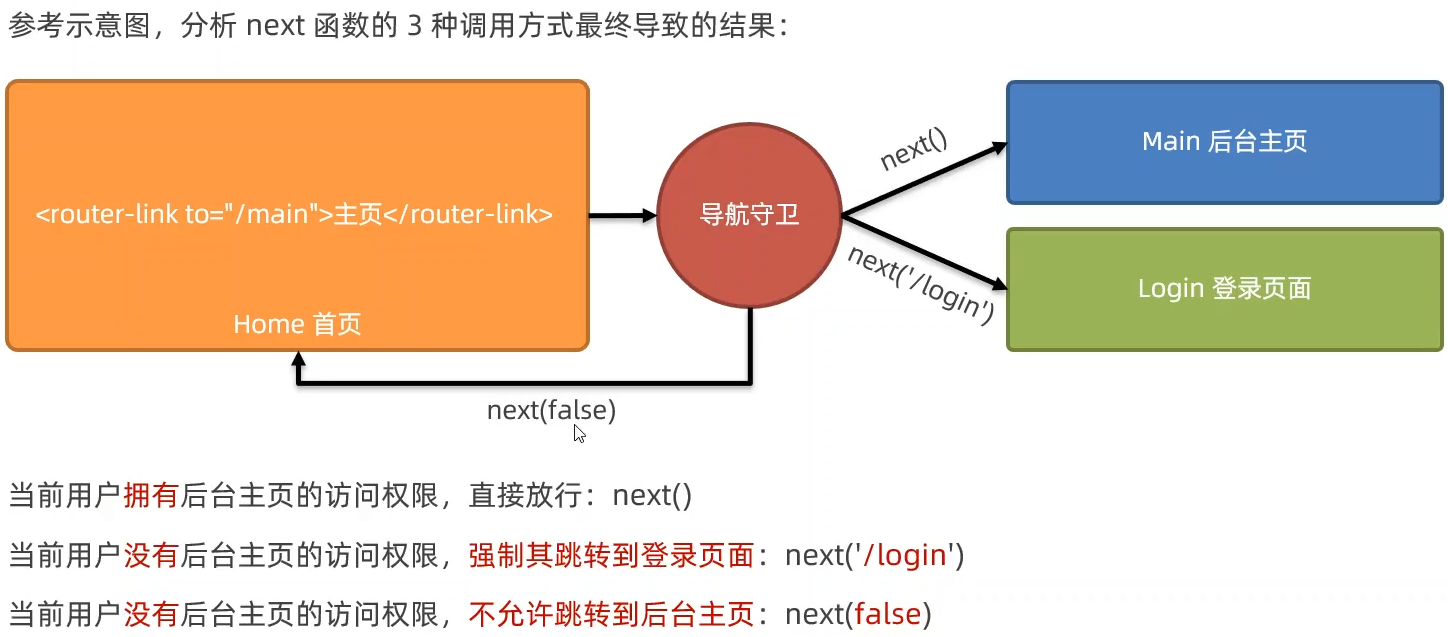 参考示意图，分析 next 函数的 3 种调用方式最终导致的结果：
<router-link to="/main">主页</router-link>
Home 首页
导航守卫
next()
next('/login')
Main 后台主页
Login 登录页面
next(false)
当前用户拥有后台主页的访问权限，直接放行：next()
当前用户没有后台主页的访问权限，强制其跳转到登录页面：next('/login')
当前用户没有后台主页的访问权限，不允许跳转到后台主页：next(false)